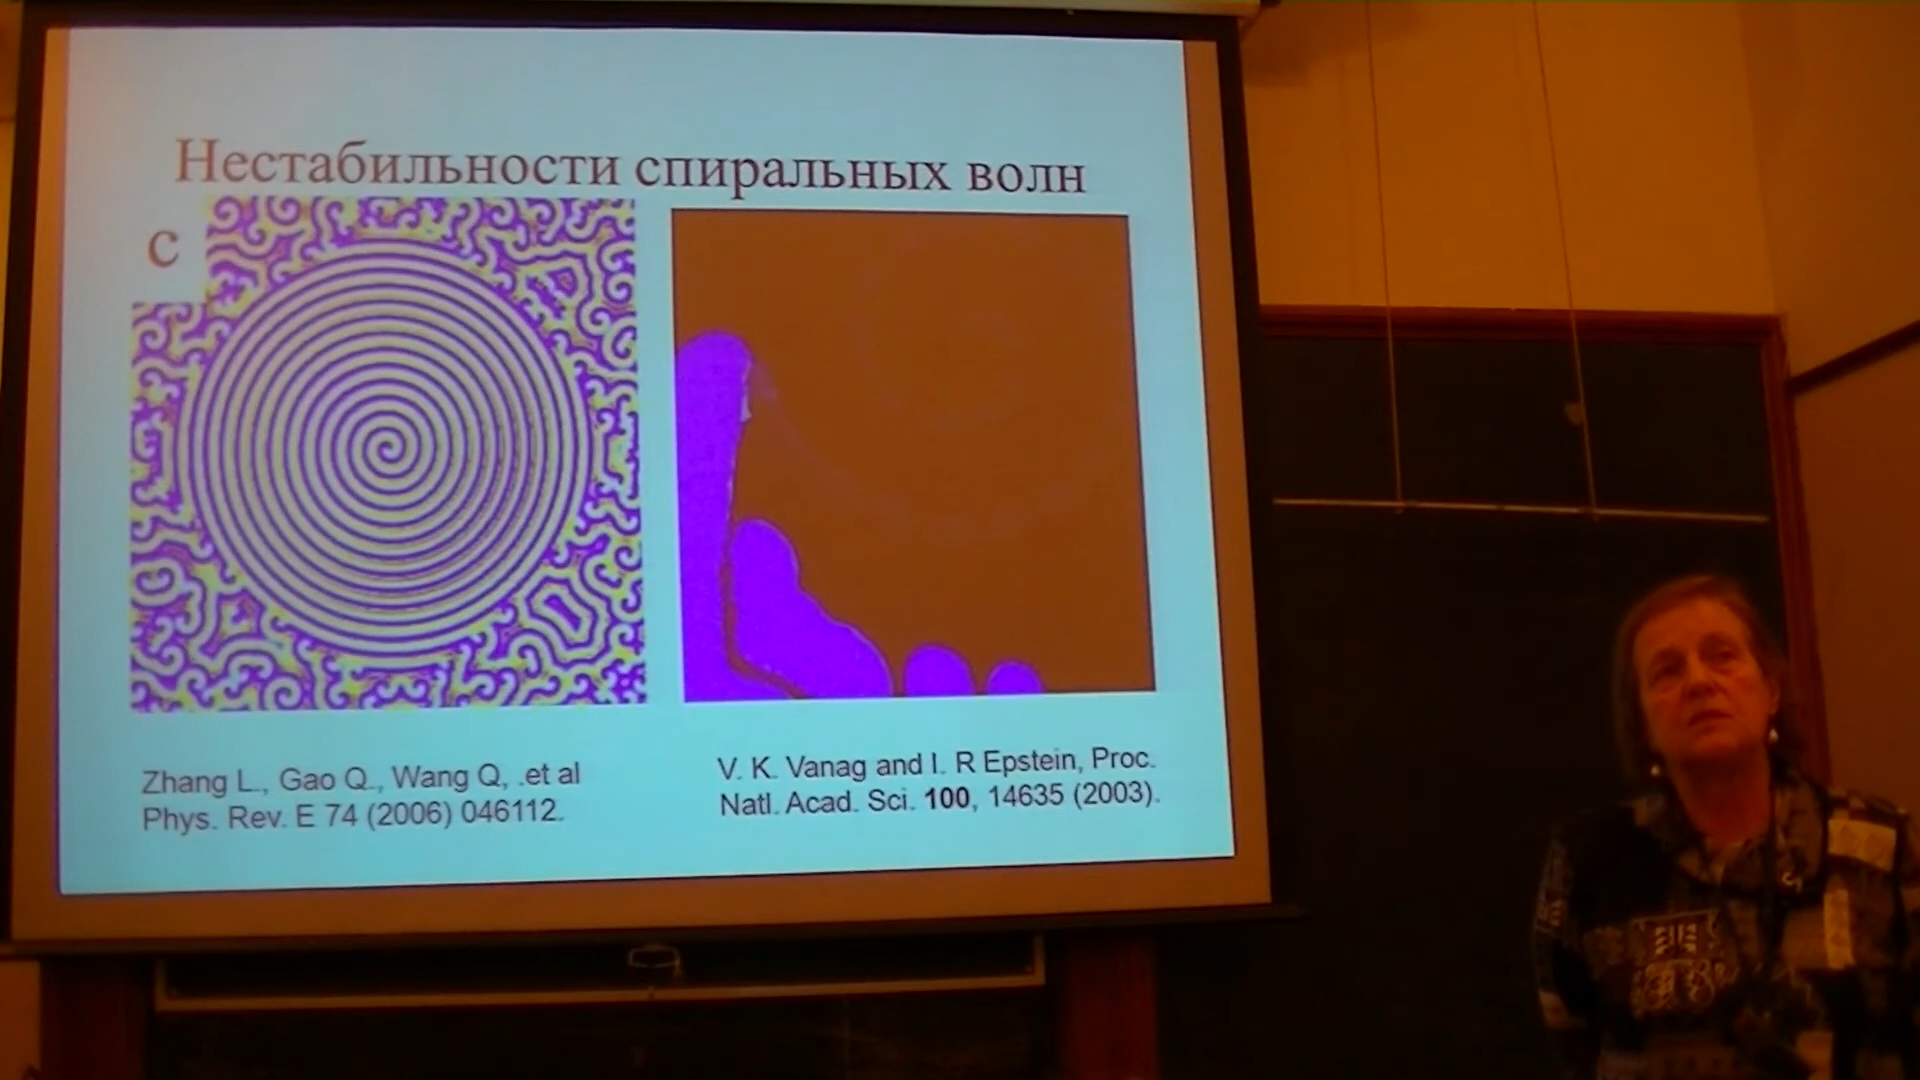 Нестабильности спиральных волн
c
Zhang L., Gao Q., Wang Q, .et al
Phys. Rev. E 74 (2006) 046112.
V. K. Vanag and I. R Epstein, Proc.
Natl. Acad. Sci. 100, 14635 (2003).